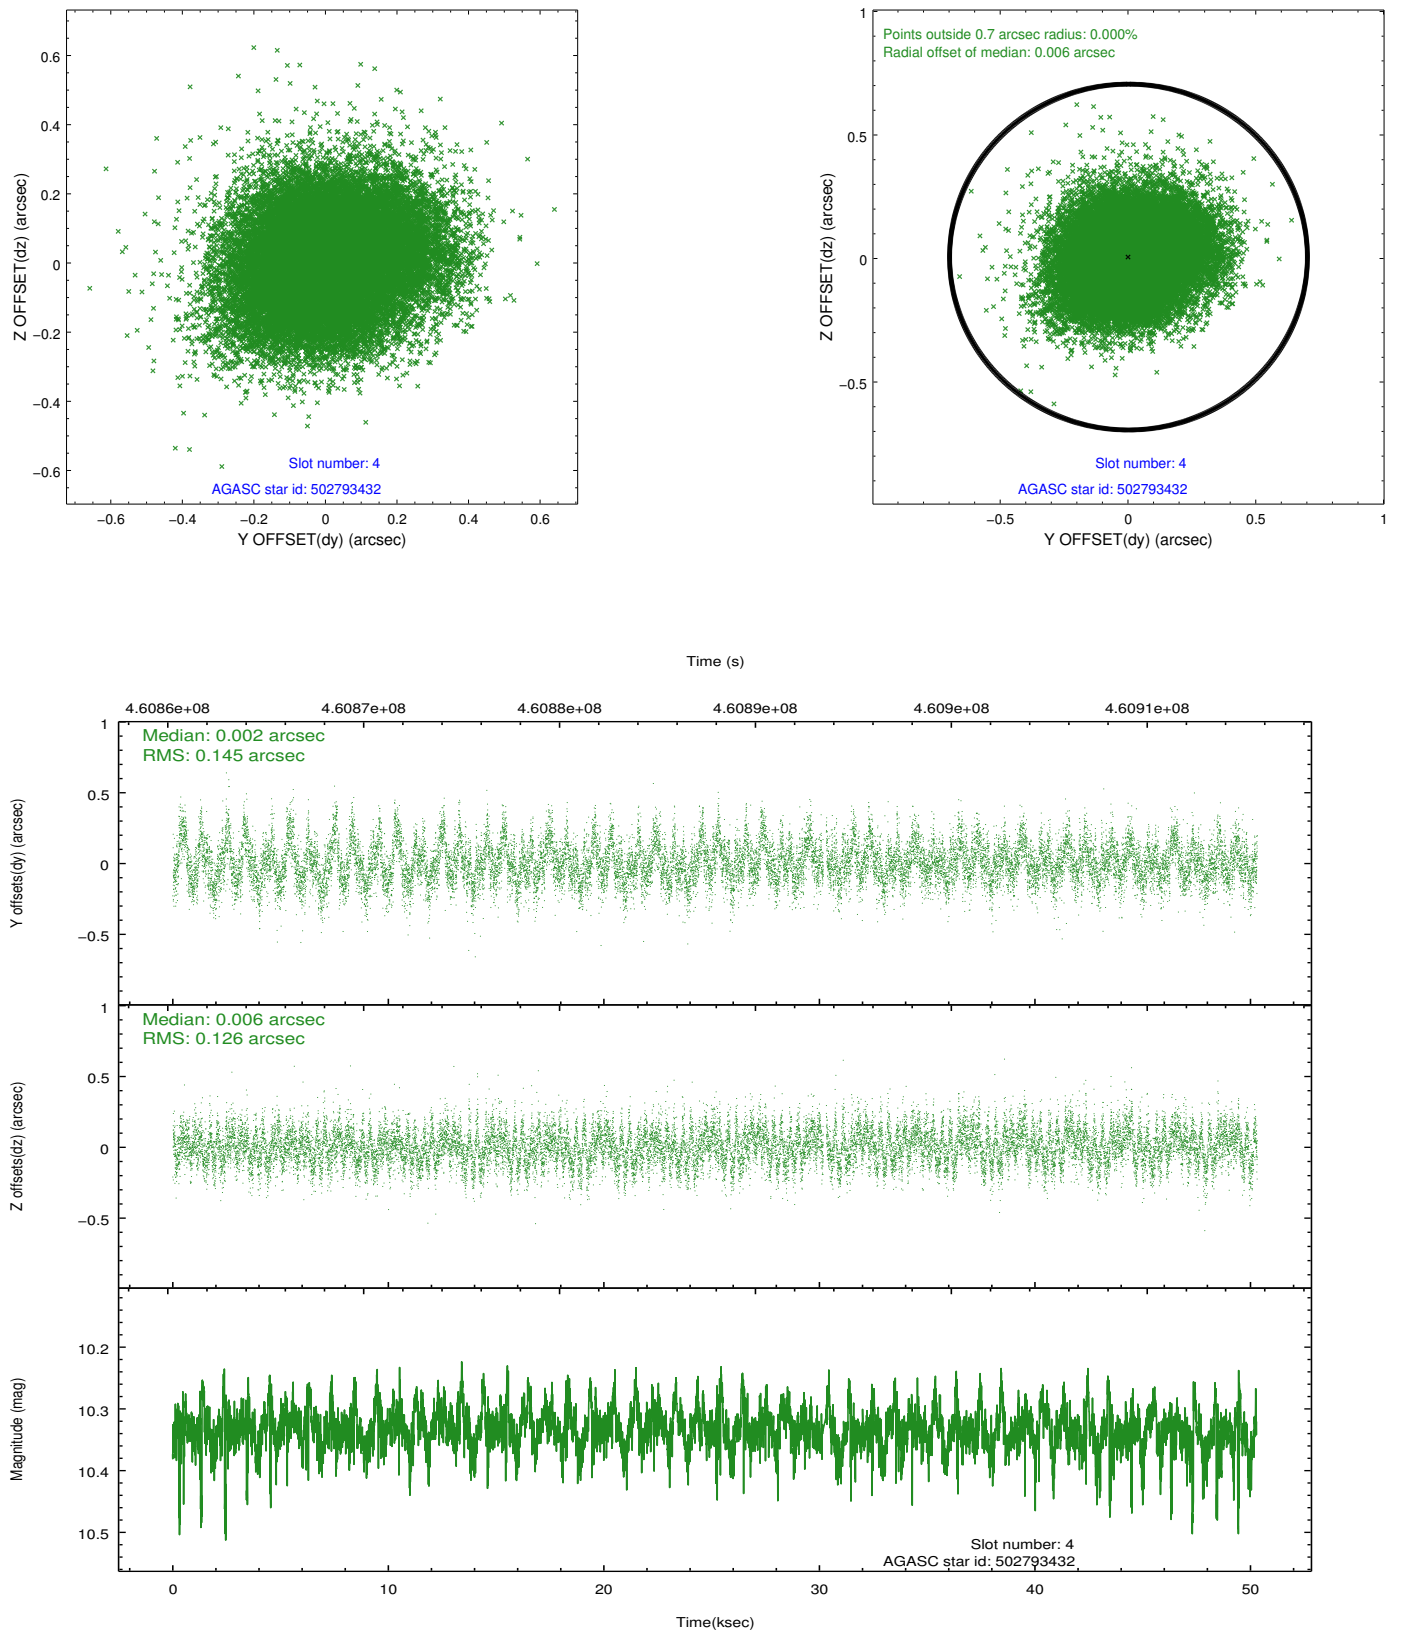 0.6
0.4
0.2
0
−0.2
−0.4
−0.6
Z OFFSET(dz) (arcsec)
Slot number: 4
AGASC star id: 502793432
−0.6 −0.4 −0.2 0 0.2 0.4 0.6
Y OFFSET(dy) (arcsec)
Points outside 0.7 arcsec radius: 0.000%
Radial offset of median: 0.006 arcsec
1
0.5
0
−0.5
Z OFFSET(dz) (arcsec)
Slot number: 4
AGASC star id: 502793432
−0.5 0 0.5 1
Y OFFSET(dy) (arcsec)
Time (s)
4.6086e+08 4.6087e+08 4.6088e+08 4.6089e+08 4.609e+08 4.6091e+08
Median: 0.002 arcsec
RMS: 0.145 arcsec
1
0.5
0
−0.5
Y offsets(dy) (arcsec)
Median: 0.006 arcsec
RMS: 0.126 arcsec
1
0.5
0
−0.5
Z offsets(dz) (arcsec)
10.2
10.3
10.4
10.5
Magnitude (mag)
Slot number: 4
AGASC star id: 502793432
0 10 20 30 40 50
Time(ksec)